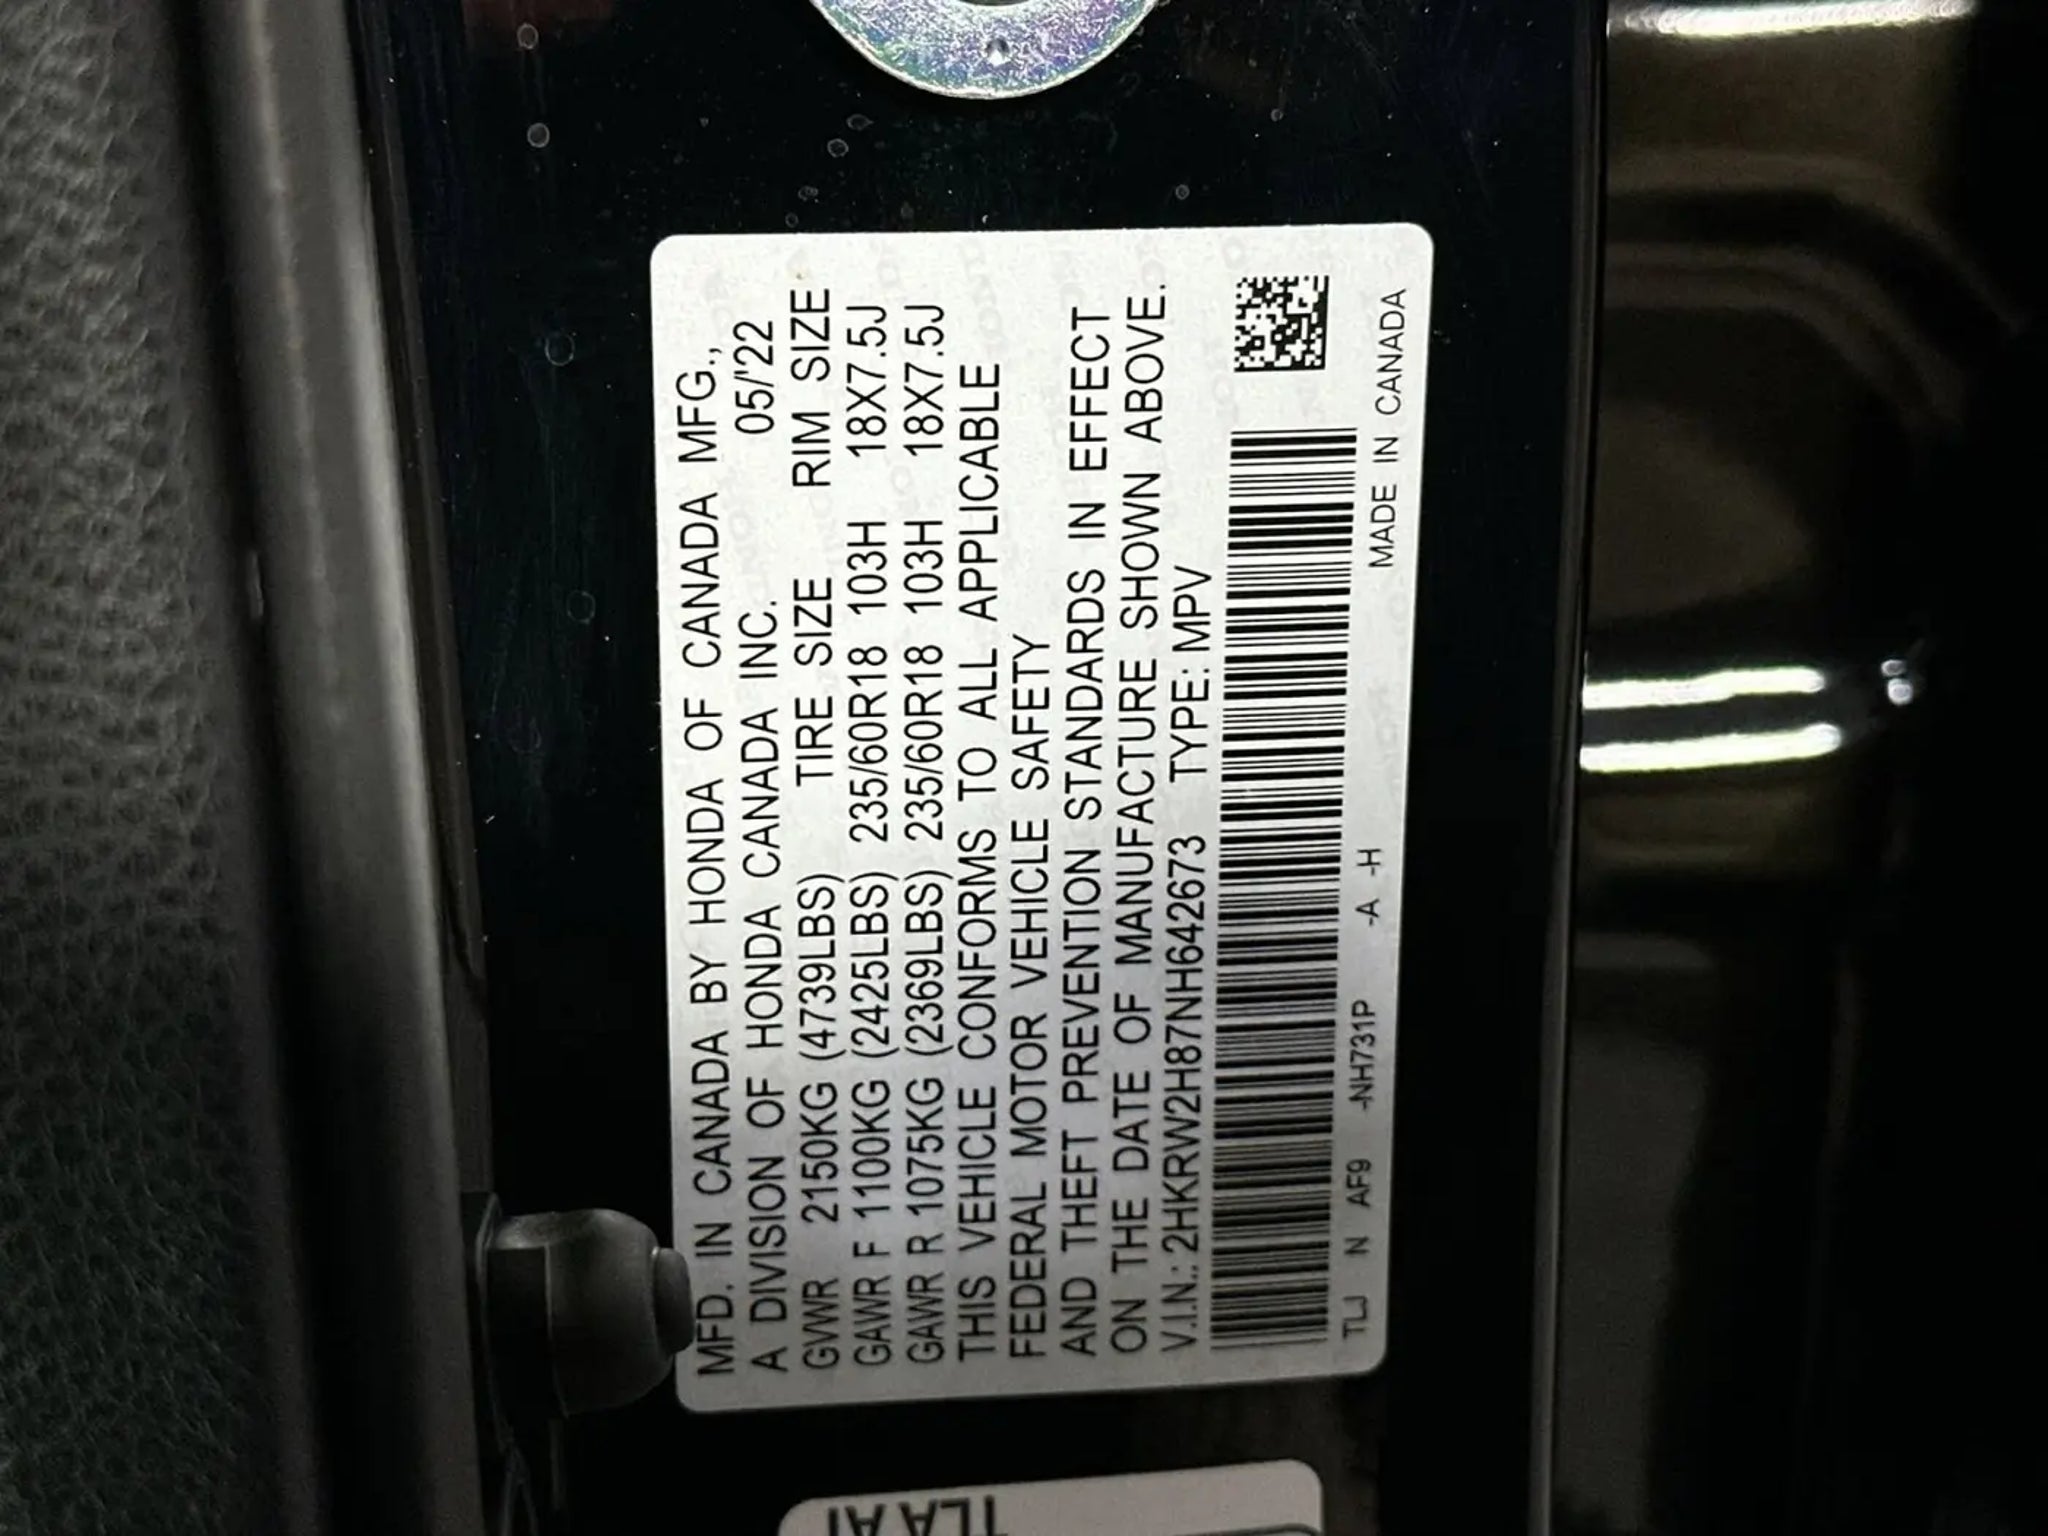 MFD. IN CANADA BY HONDA OF CANADA MFG.,
A DIVISION OF HONDA CANADA INC. 05/'22
GVWR 2150KG (4739LBS) TIRE SIZE RIM SIZE
GAWR F 1100KG (2425LBS) 235/60R18 103H 18X7.5J
GAWR R 1075KG (2369LBS) 235/60R18 103H 18X7.5J
THIS VEHICLE CONFORMS TO ALL APPLICABLE
FEDERAL MOTOR VEHICLE SAFETY
AND THEFT PREVENTION STANDARDS IN EFFECT
ON THE DATE OF MANUFACTURE SHOWN ABOVE.
V.I.N.: 2HKRW2H87NH642673 TYPE: MPV
TLJ N AF9 -NH731P -A -H MADE IN CANADA